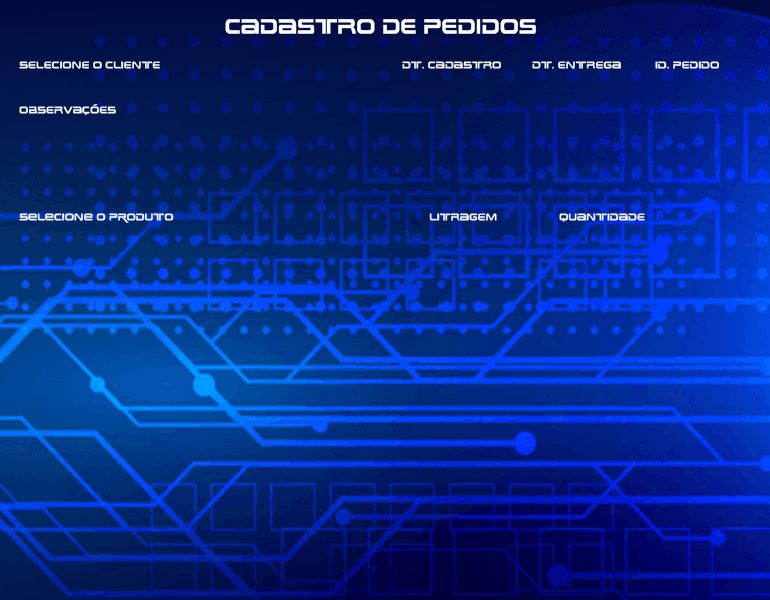 CADASTRO DE PEDIDOS
SELECIONE O CLIENTE DT. CADASTRO DT. ENTREGA ID. PEDIDO
OBSERVAÇÕES
SELECIONE O PRODUTO LITRAGEM QUANTIDADE